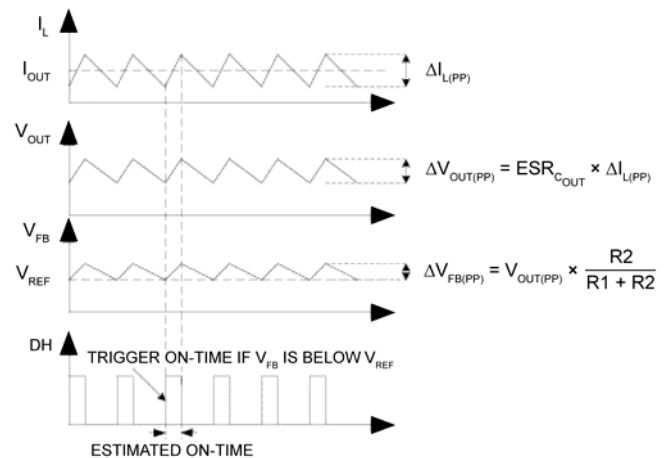 I_L
I_OUT
ΔI_L(PP)
V_OUT
ΔV_OUT(PP) = ESR_C_OUT × ΔI_L(PP)
V_FB
V_REF
ΔV_FB(PP) = V_OUT(PP) × R2 / R1 + R2
DH
TRIGGER ON-TIME IF V_FB IS BELOW V_REF
ESTIMATED ON-TIME